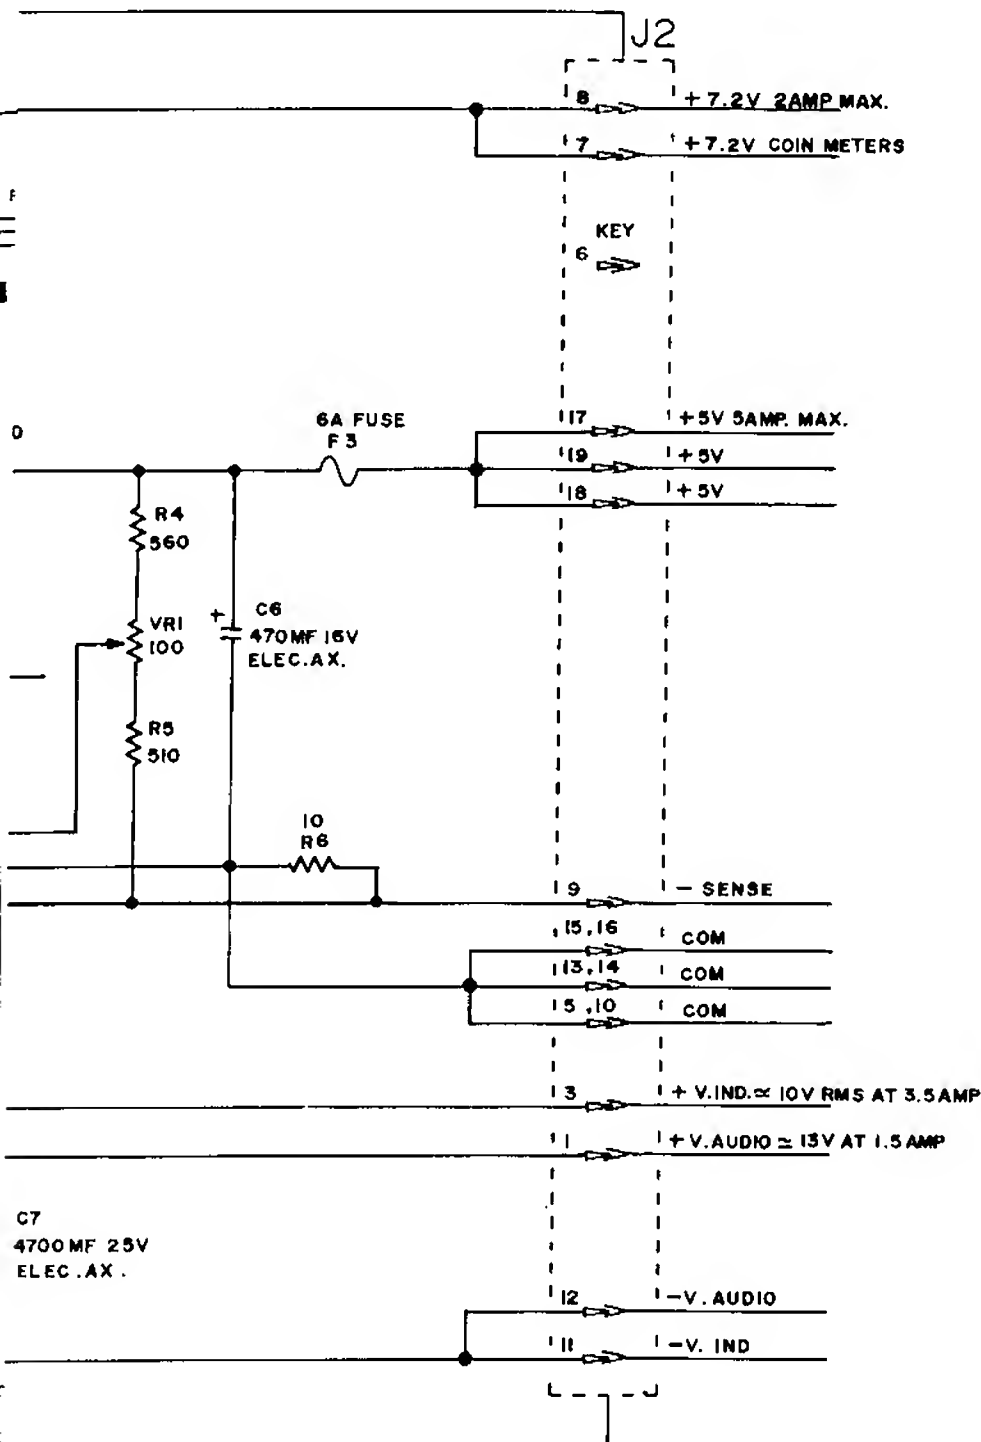 J2
8 +7.2V 2AMP MAX.
7 +7.2V COIN METERS
KEY
6
17 +5V 5AMP. MAX.
6A FUSE
F3
19 +5V
18 +5V
R4
560
C6
+ 470MF 16V
ELEC.AX.
VR1
100
R5
510
10
R6
9 - SENSE
15,16 COM
13,14 COM
5,10 COM
3 + V.IND.≃ 10V RMS AT 3.5AMP
1 +V.AUDIO ≃ 13V AT 1.5AMP
C7
4700MF 25V
ELEC.AX.
12 -V.AUDIO
11 -V. IND